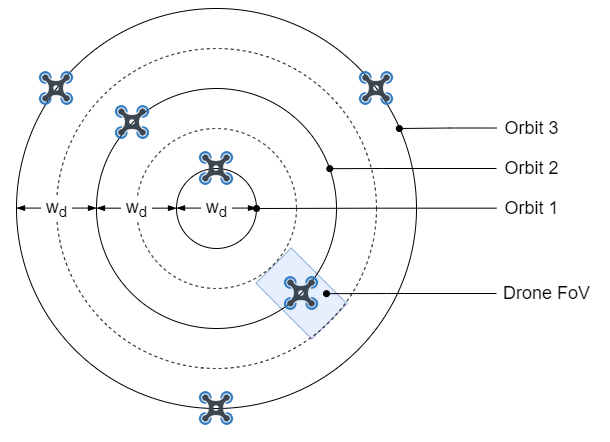 Orbit 3
Orbit 2
w_d w_d w_d Orbit 1
Drone FoV